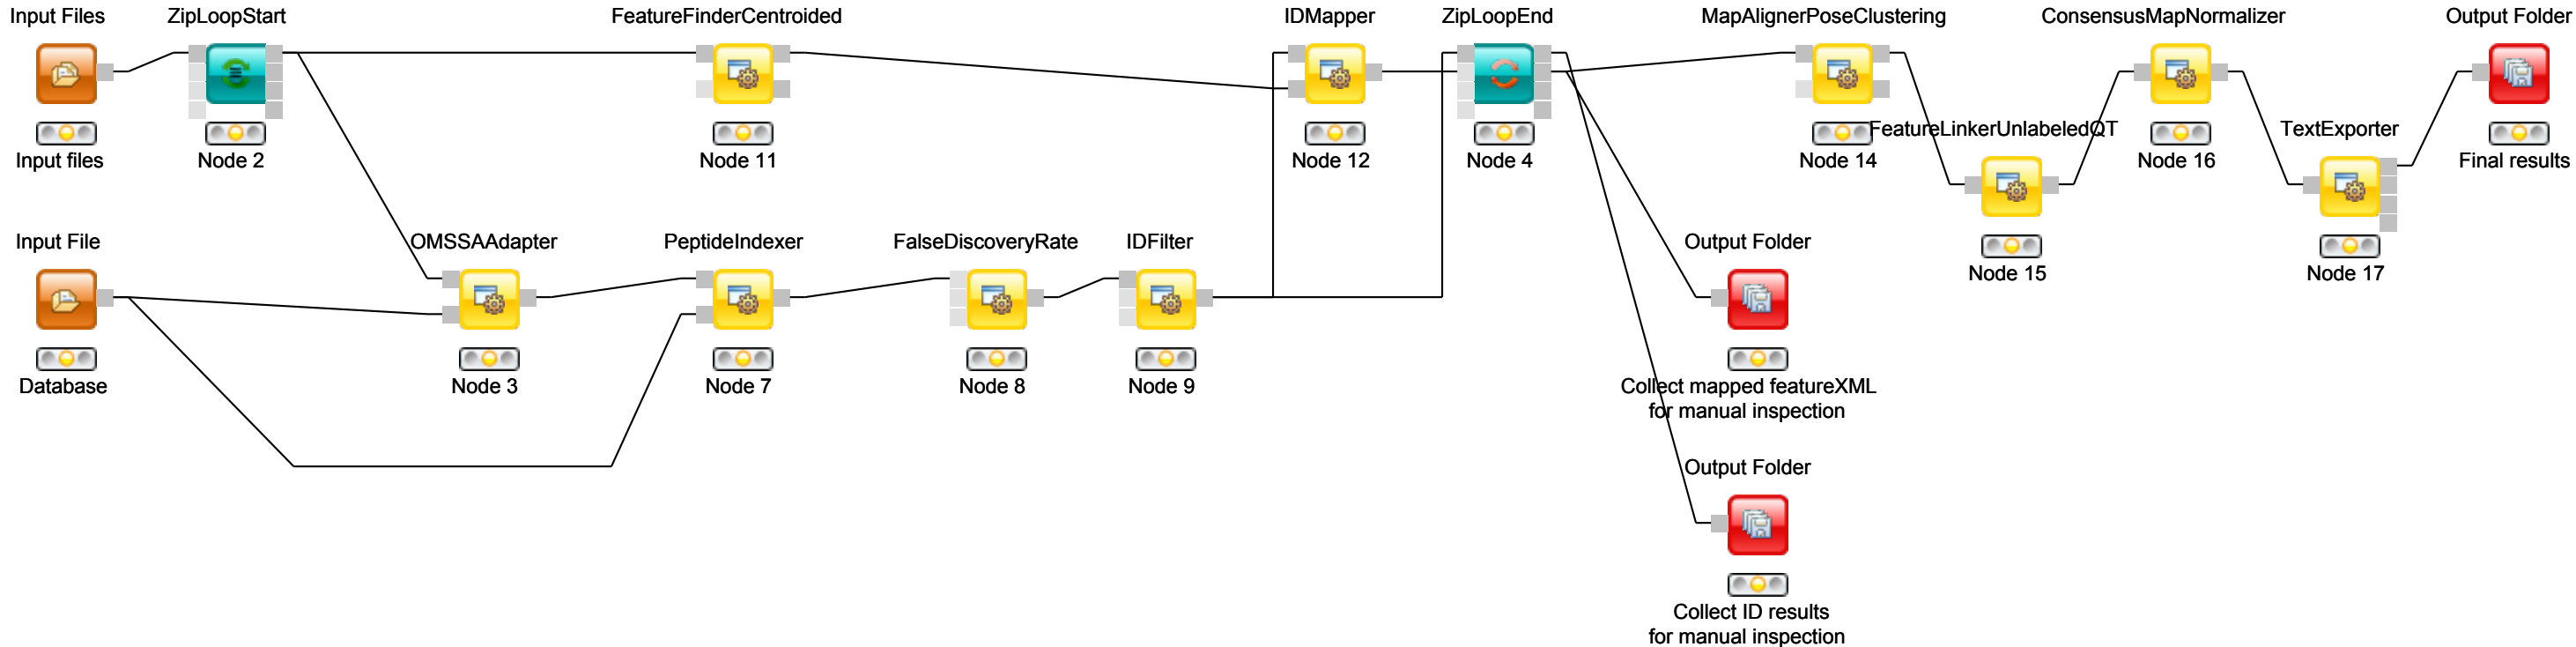 Input Files
ZipLoopStart
FeatureFinderCentroided
IDMapper
ZipLoopEnd
MapAlignerPoseClustering
ConsensusMapNormalizer
Output Folder
Input files
Node 2
Node 11
Node 12
Node 4
Node 14
FeatureLinkerUnlabeledQT
Node 16
TextExporter
Final results
Input File
OMSSAAdapter
PeptideIndexer
FalseDiscoveryRate
IDFilter
Output Folder
Node 15
Node 17
Database
Node 3
Node 7
Node 8
Node 9
Collect mapped featureXML
for manual inspection
Output Folder
Collect ID results
for manual inspection